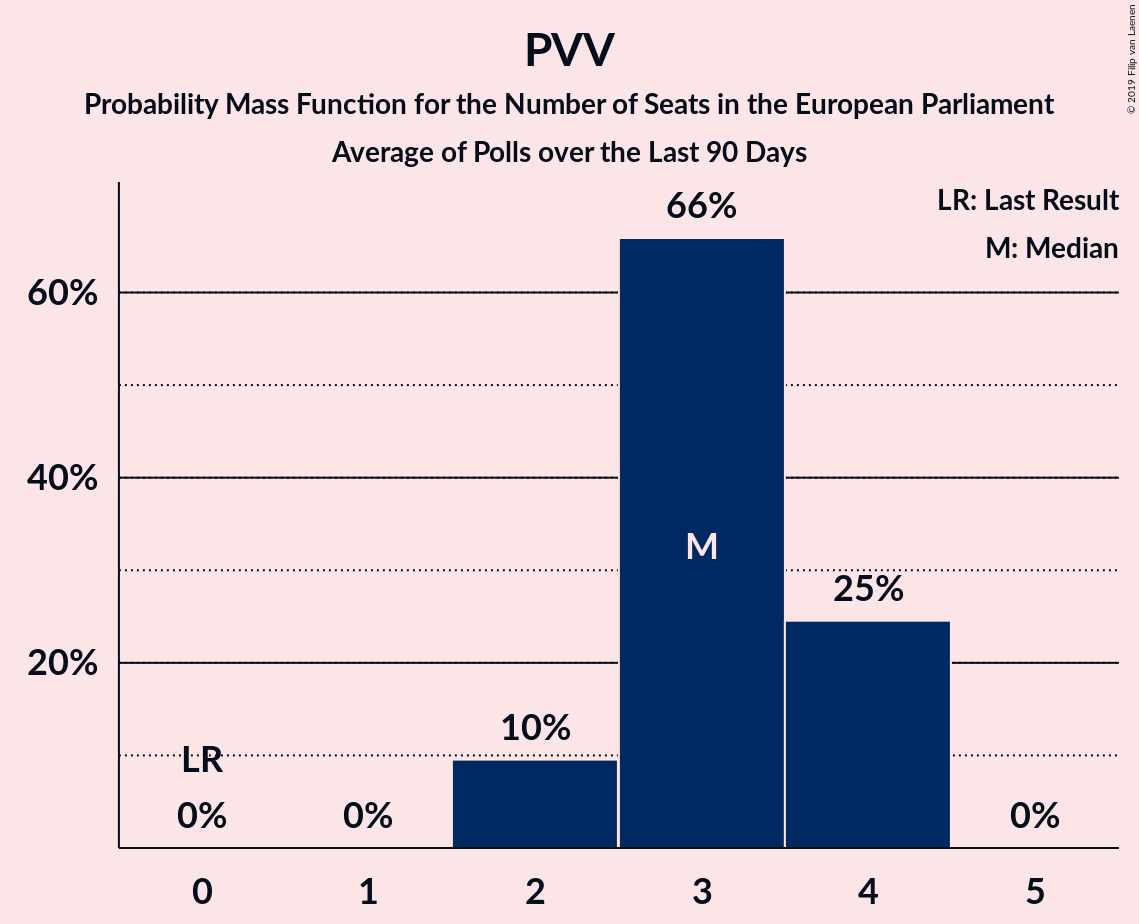 PVV
Probability Mass Function for the Number of Seats in the European Parliament
Average of Polls over the Last 90 Days
© 2019 Filip van Laenen
LR: Last Result
M: Median
66%
60%
40%
M
25%
20%
10%
LR
0%
0%
0%
0
1
2
3
4
5